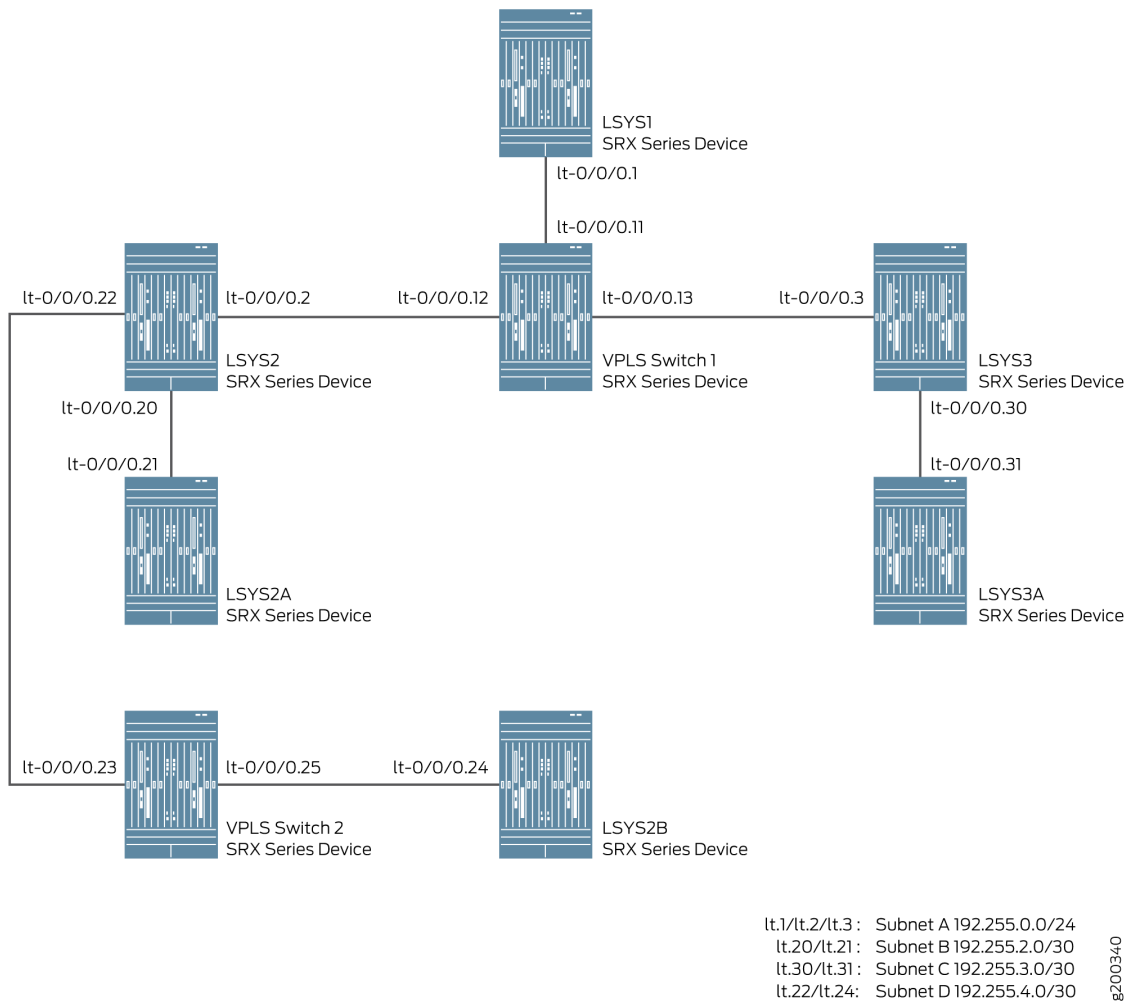 LSYS1
SRX Series Device
lt-0/0/0.1
lt-0/0/0.11
lt-0/0/0.22
lt-0/0/0.2
lt-0/0/0.12
lt-0/0/0.13
lt-0/0/0.3
LSYS2
SRX Series Device
VPLS Switch 1
SRX Series Device
LSYS3
SRX Series Device
lt-0/0/0.20
lt-0/0/0.30
lt-0/0/0.21
lt-0/0/0.31
LSYS2A
SRX Series Device
LSYS3A
SRX Series Device
lt-0/0/0.23
lt-0/0/0.25
lt-0/0/0.24
VPLS Switch 2
SRX Series Device
LSYS2B
SRX Series Device
lt.1/lt.2/lt.3 : Subnet A 192.255.0.0/24
lt.20/lt.21 : Subnet B 192.255.2.0/30
lt.30/lt.31 : Subnet C 192.255.3.0/30
lt.22/lt.24: Subnet D 192.255.4.0/30
g200340